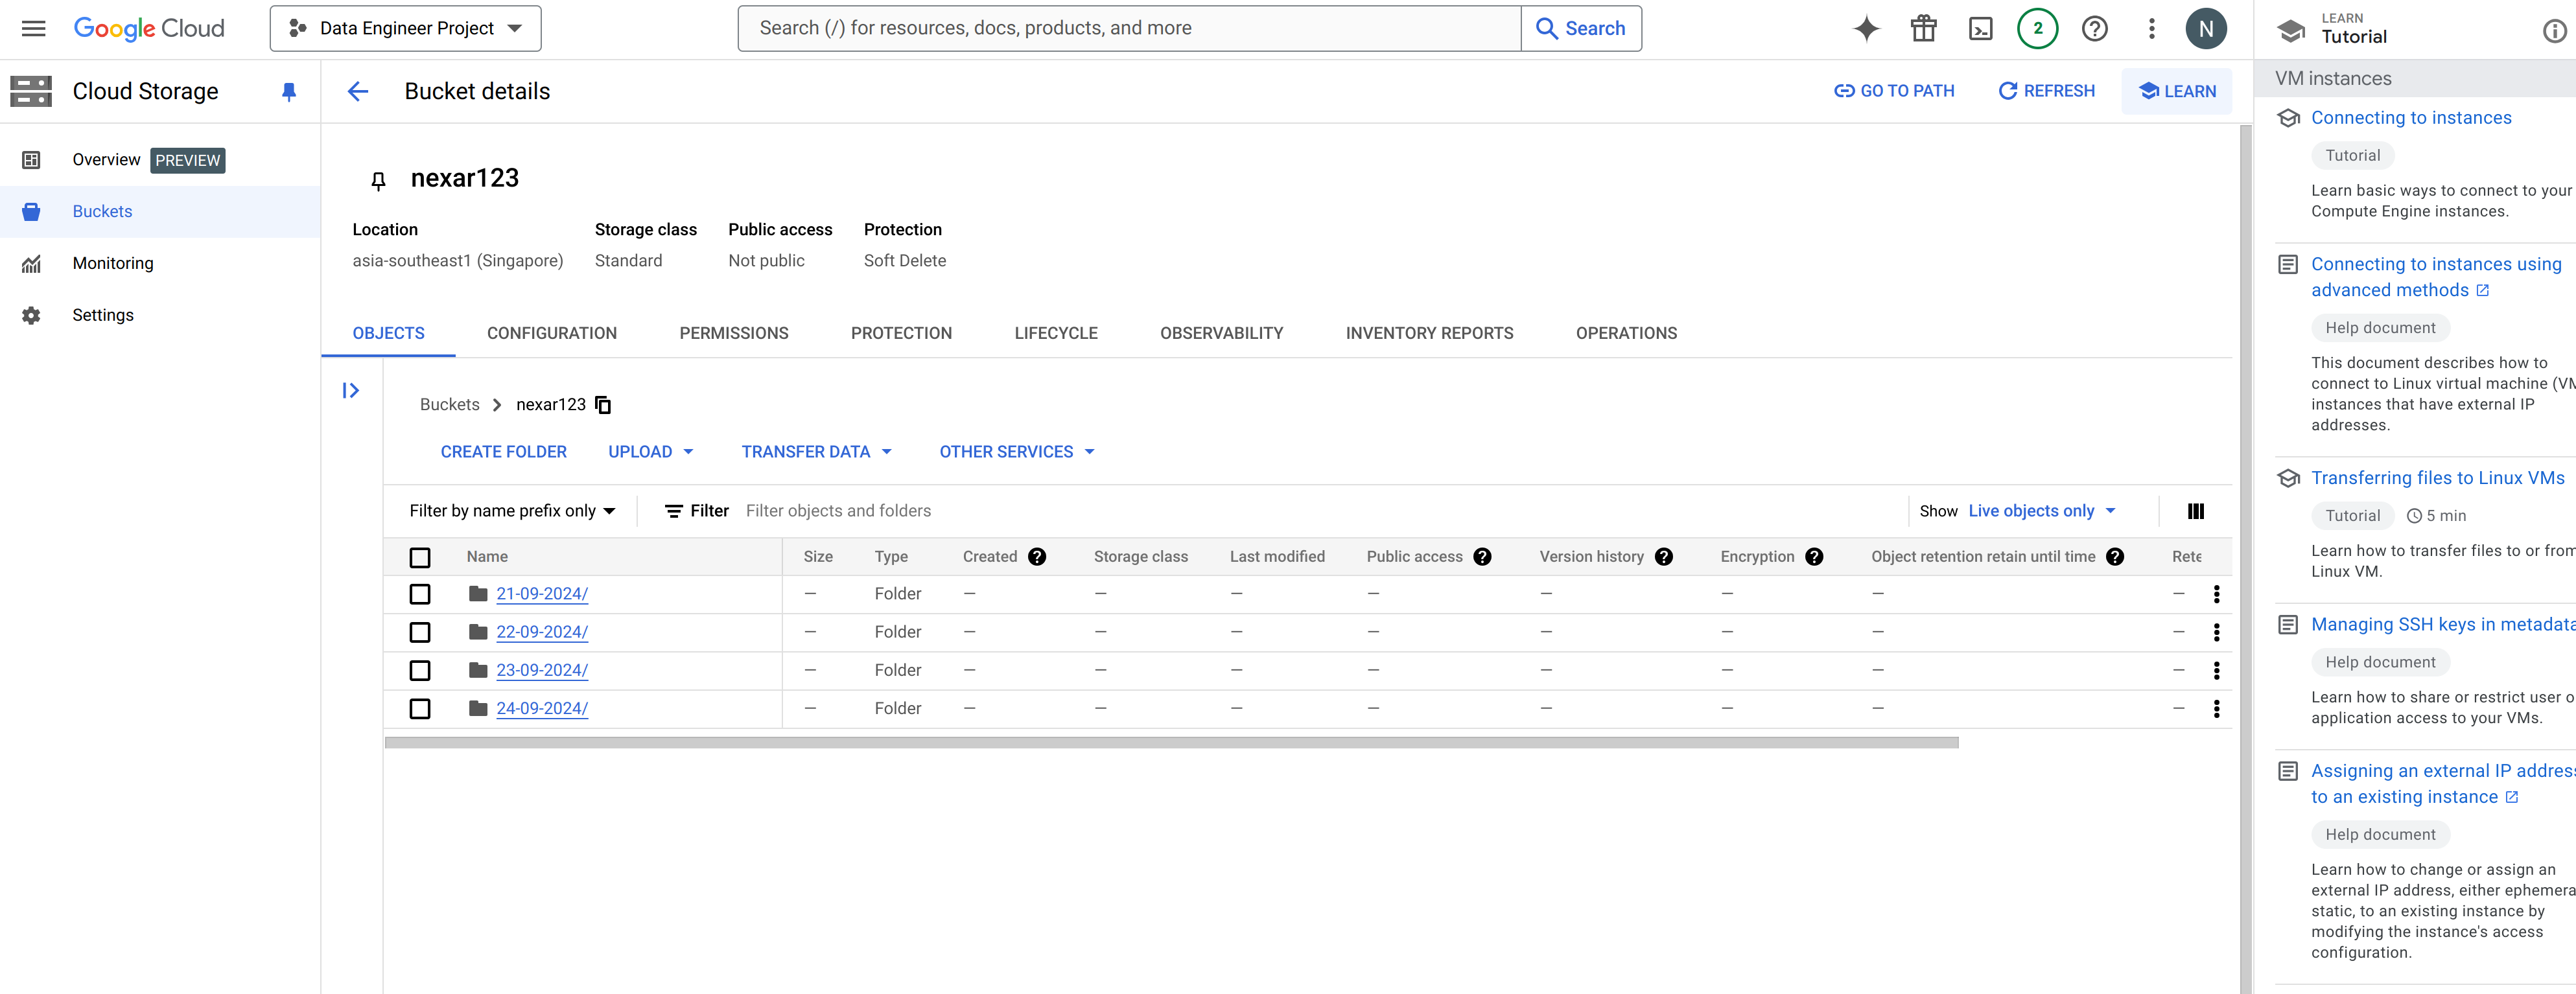 Google Cloud
Data Engineer Project
Search (/) for resources, docs, products, and more
Search
2
N
LEARN
Tutorial
Cloud Storage
Bucket details
GO TO PATH
REFRESH
LEARN
Overview PREVIEW
Buckets
Monitoring
Settings
nexar123
Location Storage class Public access Protection
asia-southeast1 (Singapore) Standard Not public Soft Delete
OBJECTS CONFIGURATION PERMISSIONS PROTECTION LIFECYCLE OBSERVABILITY INVENTORY REPORTS OPERATIONS
Buckets nexar123
CREATE FOLDER UPLOAD TRANSFER DATA OTHER SERVICES
Filter by name prefix only Filter Filter objects and folders Show Live objects only
Name Size Type Created Storage class Last modified Public access Version history Encryption Object retention retain until time Rete
21-09-2024/ — Folder — — — — — — — —
22-09-2024/ — Folder — — — — — — — —
23-09-2024/ — Folder — — — — — — — —
24-09-2024/ — Folder — — — — — — — —
VM instances
Connecting to instances
Tutorial
Learn basic ways to connect to your
Compute Engine instances.
Connecting to instances using
advanced methods
Help document
This document describes how to
connect to Linux virtual machine (VM
instances that have external IP
addresses.
Transferring files to Linux VMs
Tutorial 5 min
Learn how to transfer files to or from
Linux VM.
Managing SSH keys in metadata
Help document
Learn how to share or restrict user o
application access to your VMs.
Assigning an external IP address
to an existing instance
Help document
Learn how to change or assign an
external IP address, either ephemera
static, to an existing instance by
modifying the instance's access
configuration.